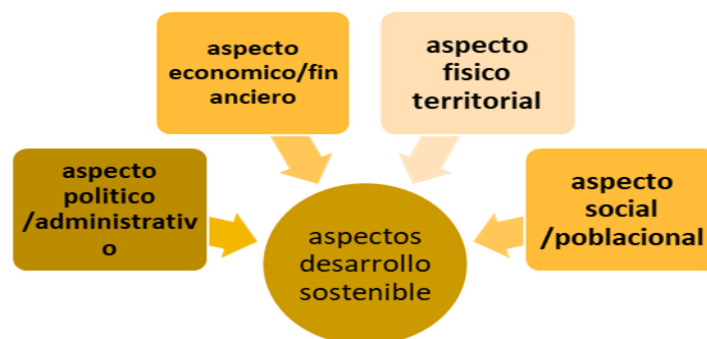 aspecto
economico/fin
anciero
aspecto
fisico
territorial
aspecto
politico
/administrativ
o
aspecto
social
/poblacional
aspectos
desarrollo
sostenible